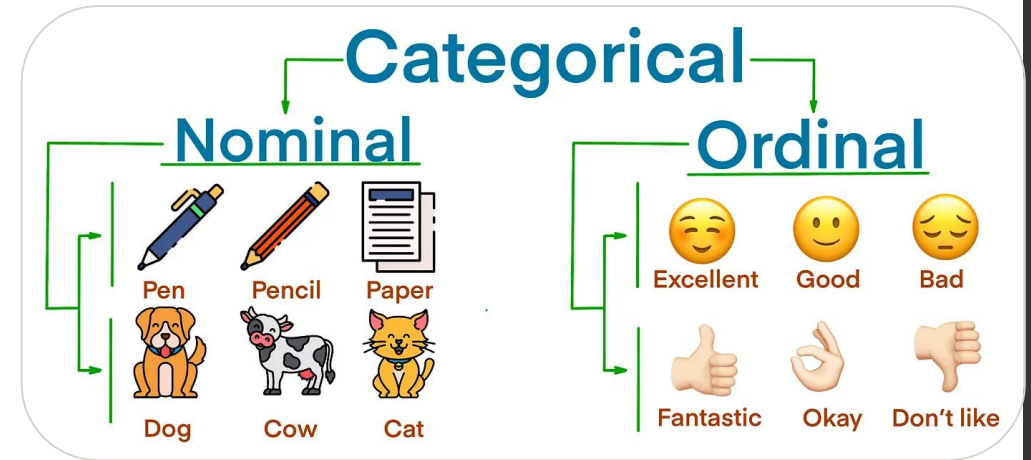 Categorical
Nominal
Ordinal
Pen Pencil Paper
Dog Cow Cat
Excellent Good Bad
Fantastic Okay Don't like